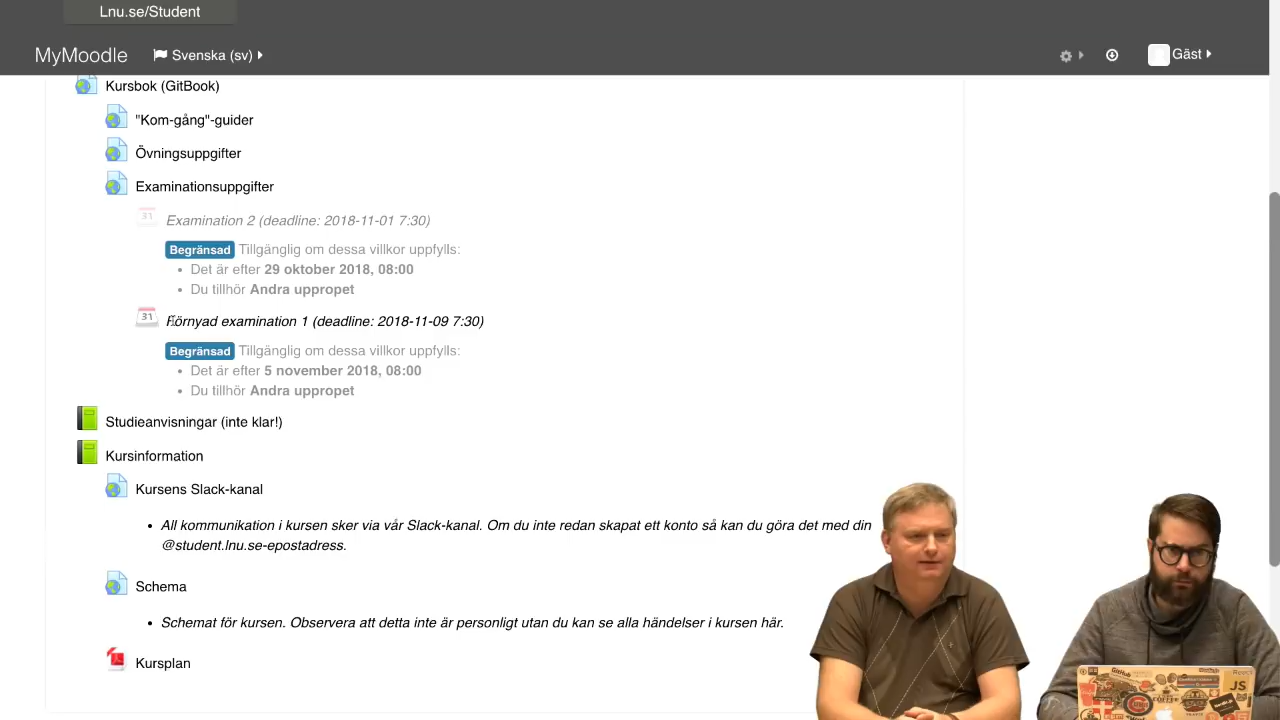 Lnu.se/Student
MyMoodle
Svenska (sv)
Gäst
Kursbok (GitBook)
"Kom-gång"-guider
Övningsuppgifter
Examinationsuppgifter
31
Examination 2 (deadline: 2018-11-01 7:30)
Begränsad Tillgänglig om dessa villkor uppfylls:
Det är efter 29 oktober 2018, 08:00
Du tillhör Andra uppropet
31
Förnyad examination 1 (deadline: 2018-11-09 7:30)
Begränsad Tillgänglig om dessa villkor uppfylls:
Det är efter 5 november 2018, 08:00
Du tillhör Andra uppropet
Studieanvisningar (inte klar!)
Kursinformation
Kursens Slack-kanal
All kommunikation i kursen sker via vår Slack-kanal. Om du inte redan skapat ett konto så kan du göra det med din
@student.lnu.se-epostadress.
Schema
Schemat för kursen. Observera att detta inte är personligt utan du kan se alla händelser i kursen här.
Kursplan
GitHub
JS